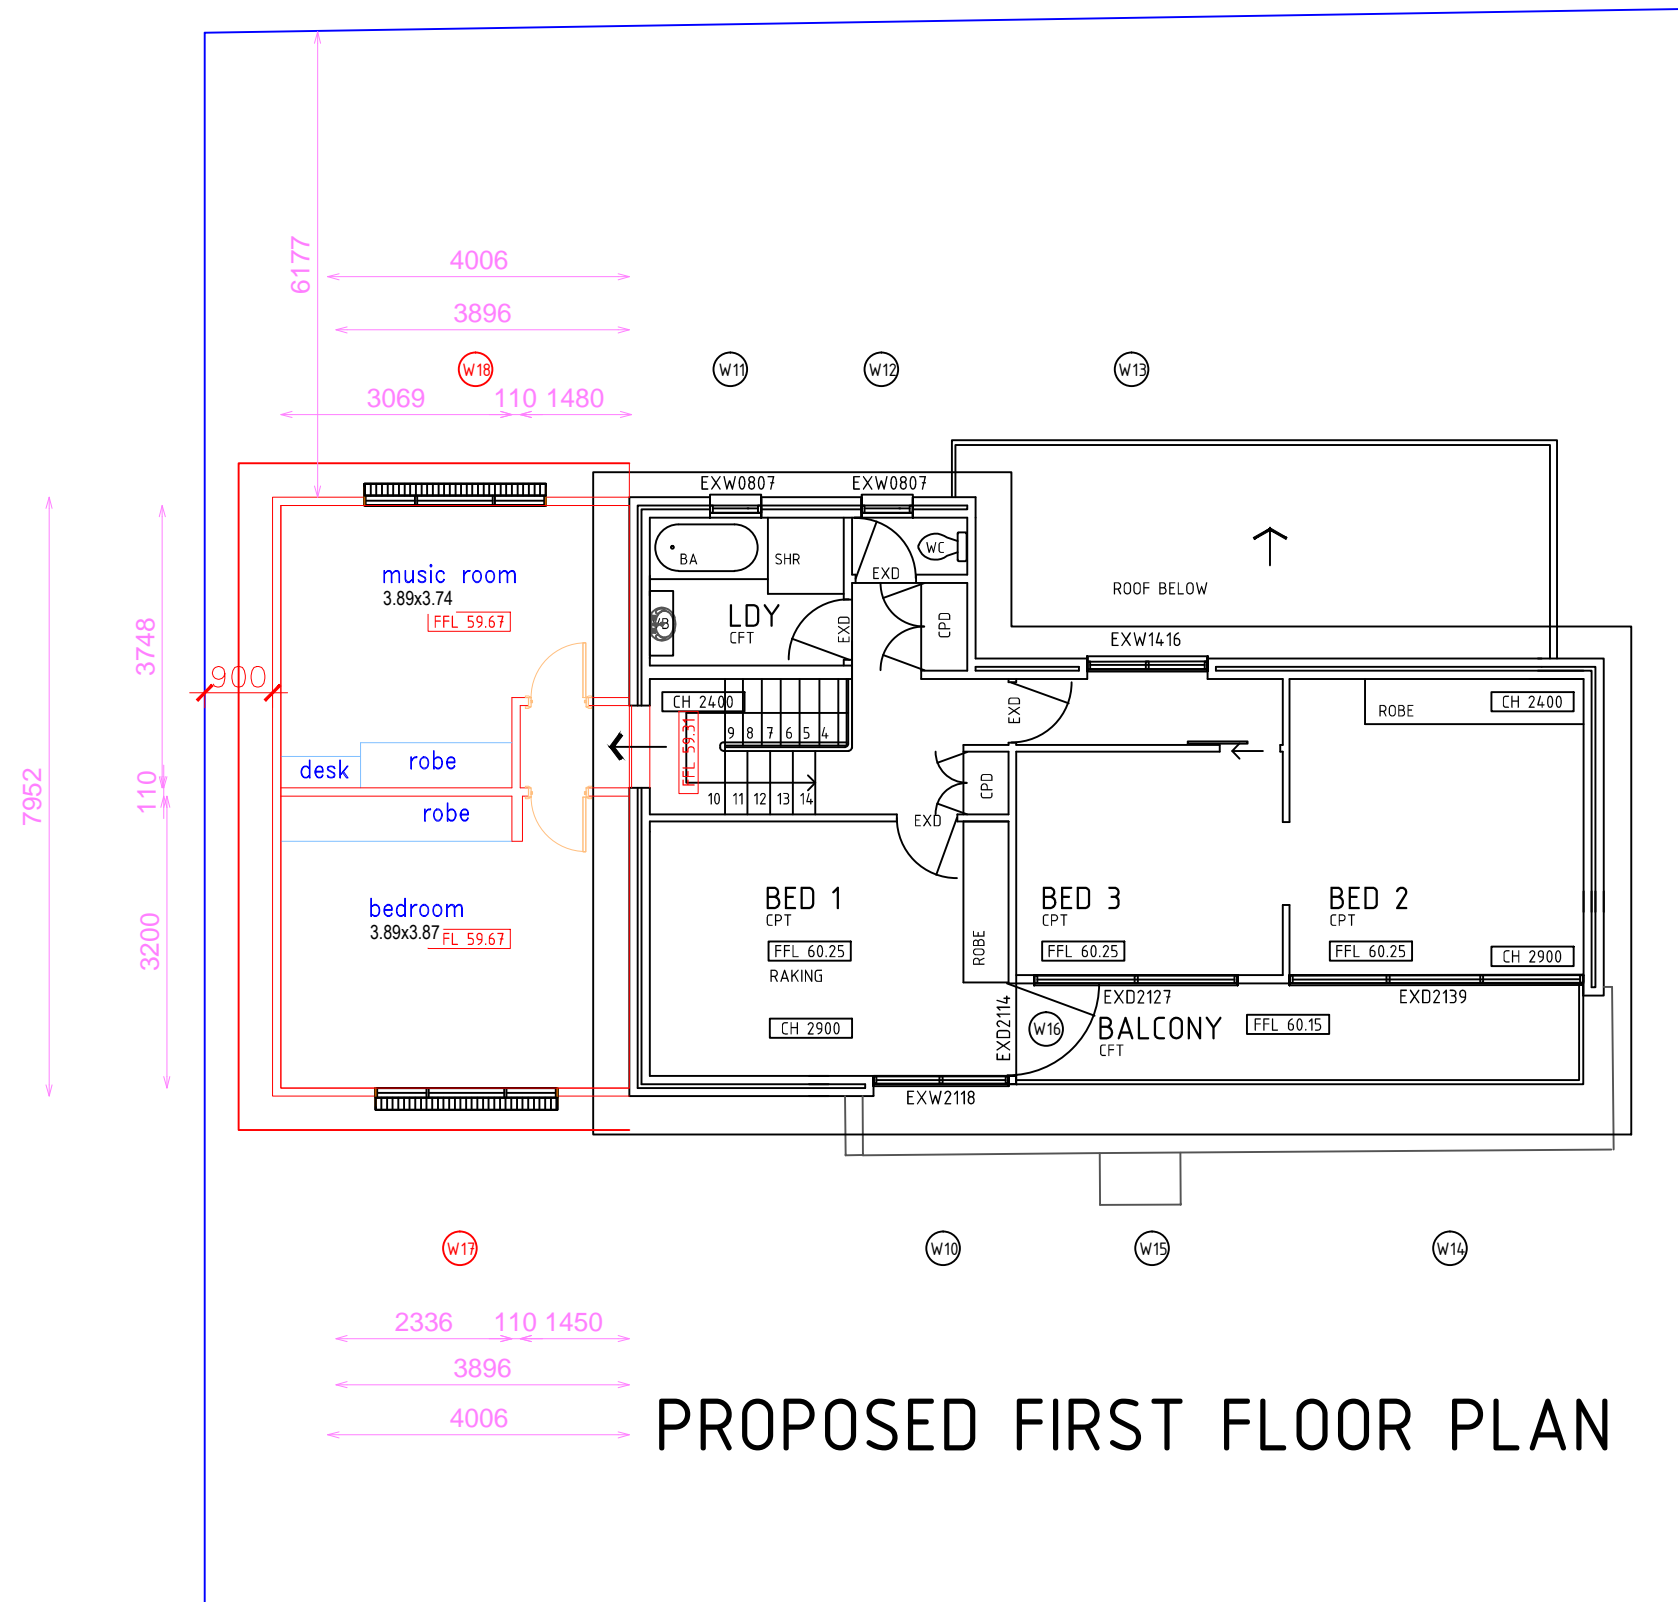 6177
4006
3896
W18
W11
W12
W13
3069 110 1480
EXW0807
EXW0807
music room
3.89x3.74
FFL 59.67
BA
SHR
EXD
WC
ROOF BELOW
LDY
CFT
EXD
CPD
EXW1416
3748
900
CH 2400
FFL 59.31
9 8 7 6 5 4
EXD
ROBE
CH 2400
desk
robe
7952
110
10 11 12 13 14
CPD
robe
EXD
bedroom
3.89x3.87
FL 59.67
3200
BED 1
CPT
FFL 60.25
RAKING
CH 2900
ROBE
BED 3
CPT
FFL 60.25
BED 2
CPT
FFL 60.25
CH 2900
EXD2127
EXD2139
EXD2114
W16
BALCONY
CFT
FFL 60.15
EXW2118
W17
W10
W15
W14
2336 110 1450
3896
4006
PROPOSED FIRST FLOOR PLAN